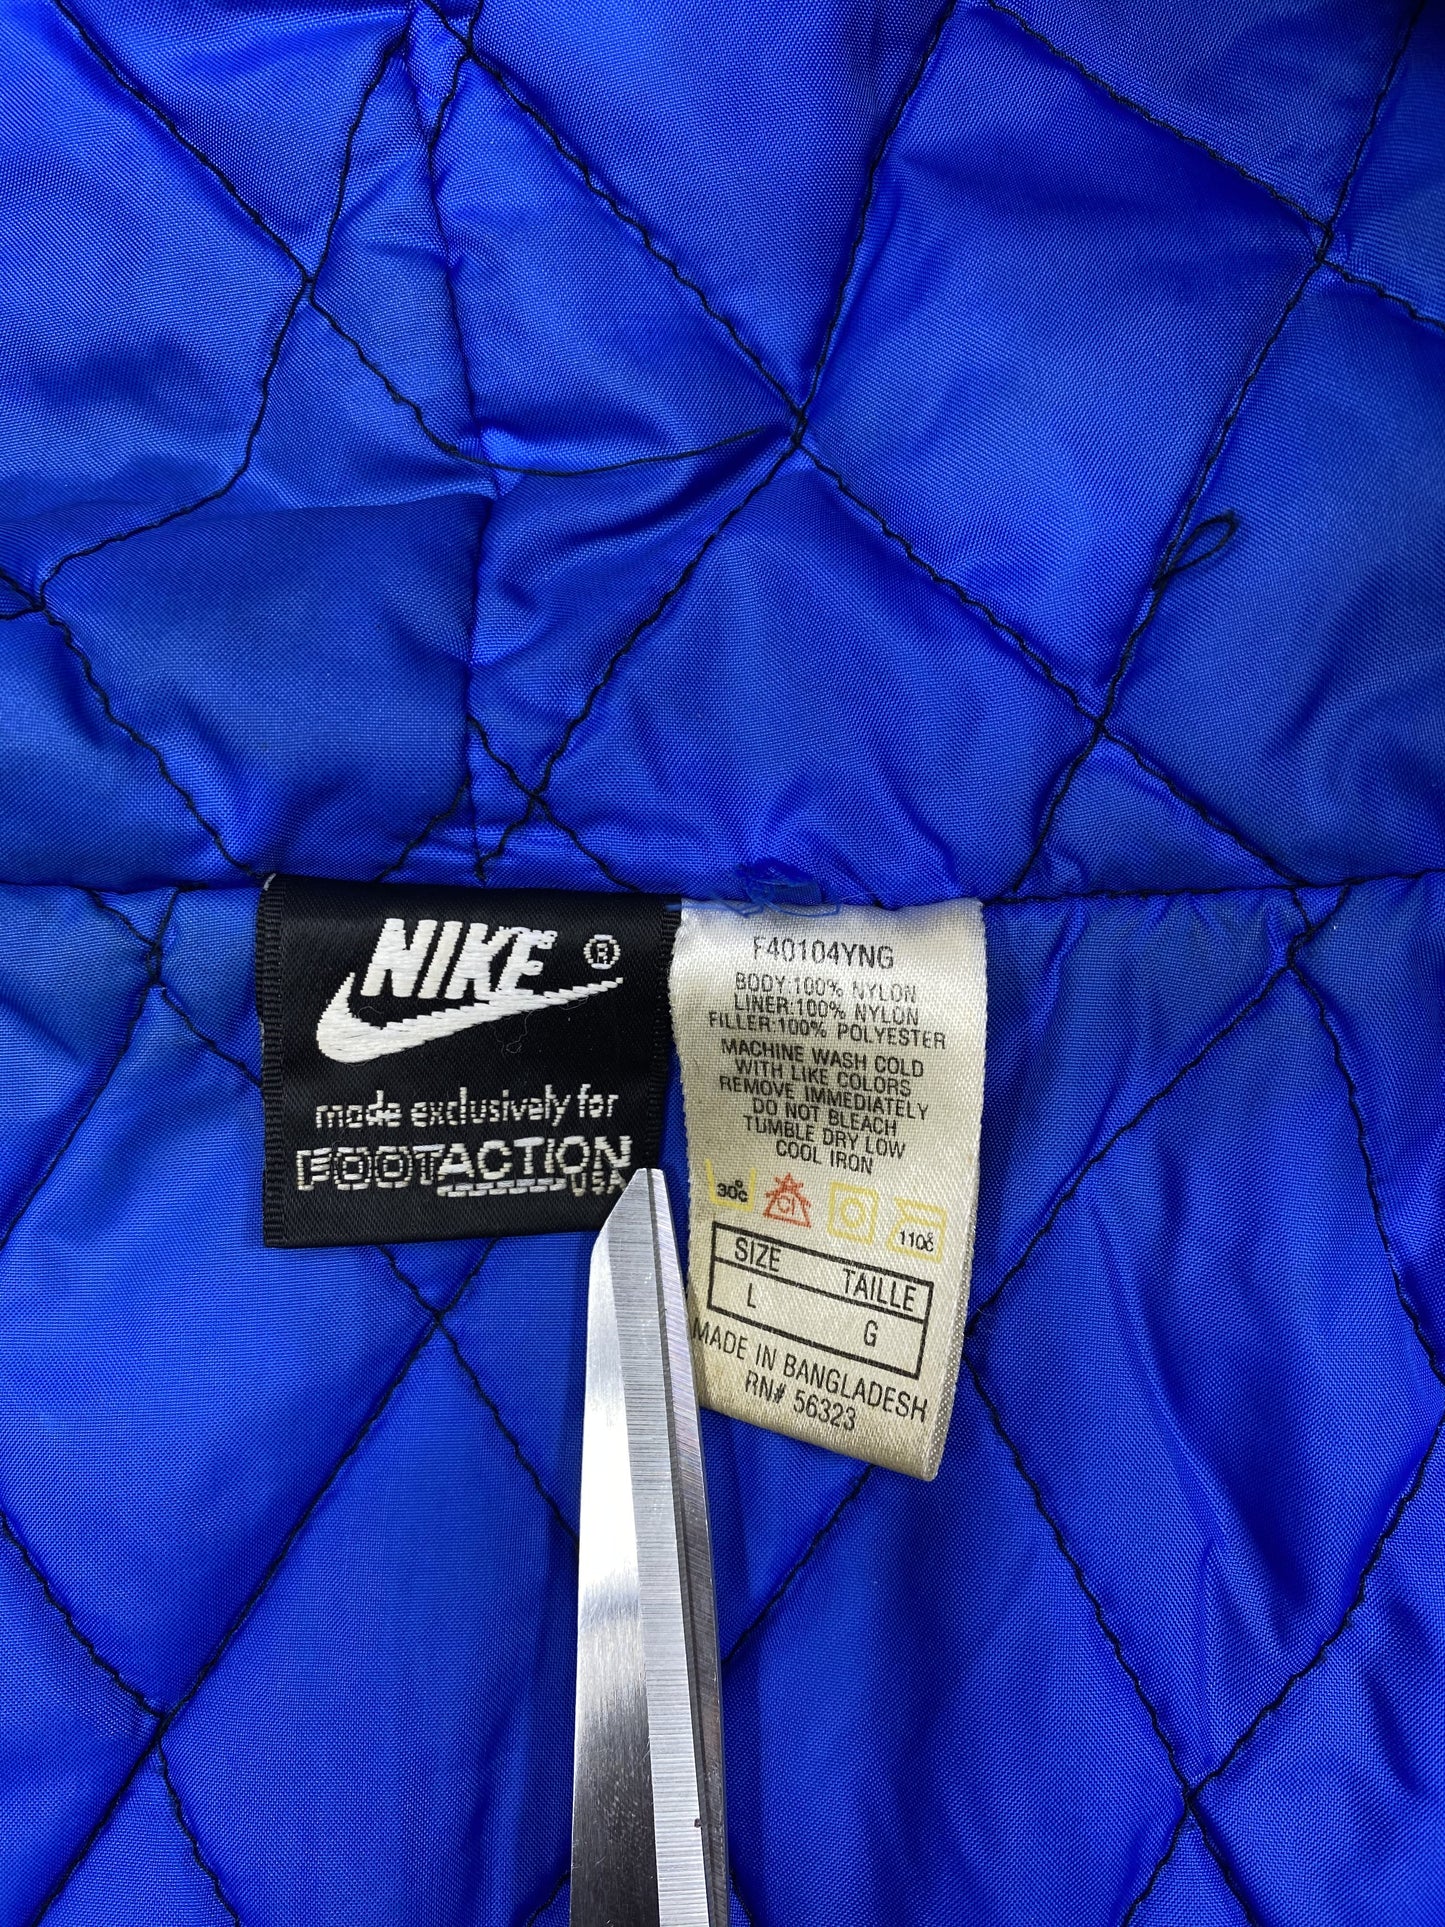 NIKE ®
made exclusively for
FOOTACTION
USA
F40104YNG
BODY:100% NYLON
LINER:100% NYLON
FILLER:100% POLYESTER
MACHINE WASH COLD
WITH LIKE COLORS
REMOVE IMMEDIATELY
DO NOT BLEACH
TUMBLE DRY LOW
COOL IRON
30°C Cl 110°C
SIZE TAILLE
L G
MADE IN BANGLADESH
RN# 56323